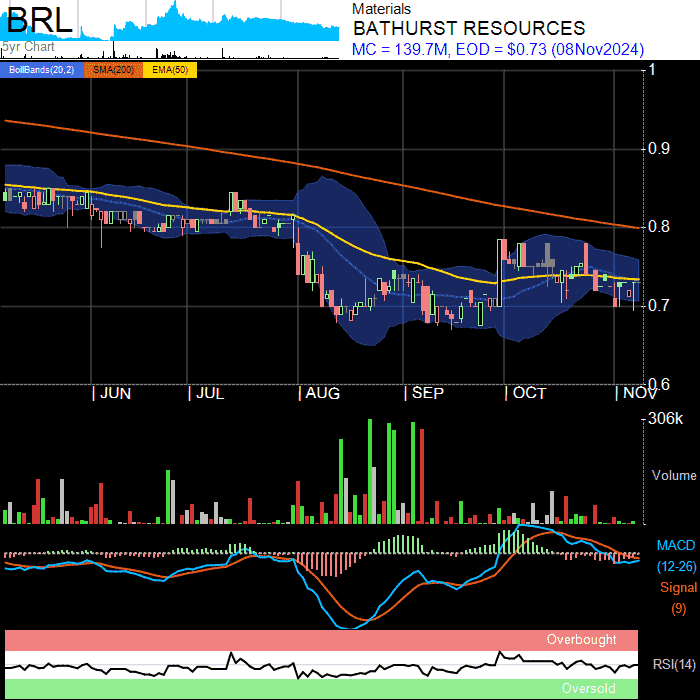 BRL
5yr Chart
Materials
BATHURST RESOURCES
MC = 139.7M, EOD = $0.73 (08Nov2024)
BollBands(20,2) SMA(200) EMA(50)
1
0.9
0.8
0.7
0.6
JUN JUL AUG SEP OCT NOV
306k
Volume
MACD
(12-26)
Signal
(9)
Overbought
RSI(14)
Oversold